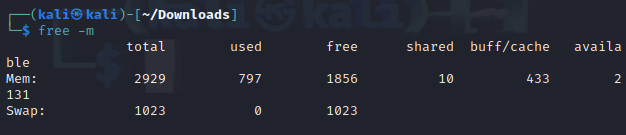 ┌──(kali㉿kali)-[~/Downloads]
└─$ free -m
               total        used        free      shared  buff/cache   availa
ble
Mem:            2929         797        1856          10         433        2
131
Swap:           1023           0        1023